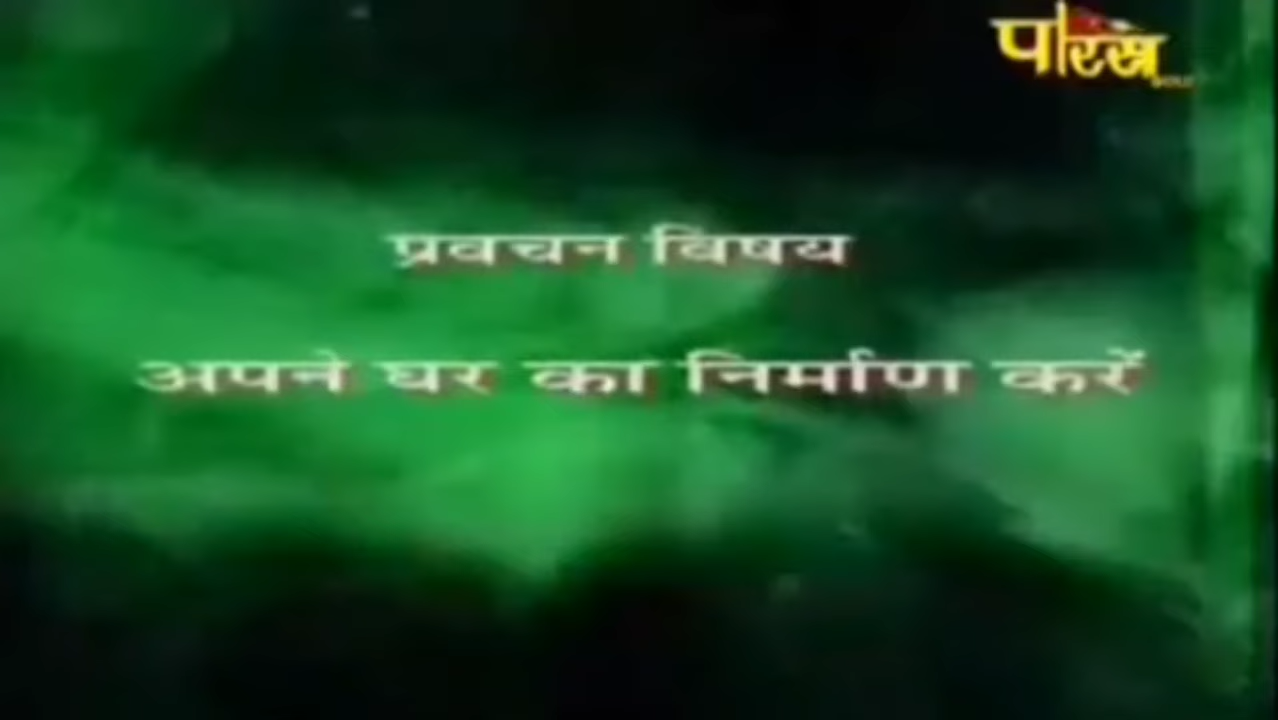 पारस
प्रवचन विषय
अपने घर का निर्माण करें